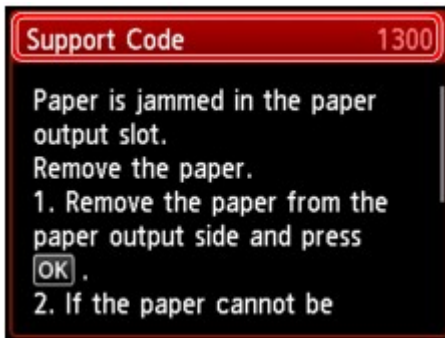 Support Code 1300
Paper is jammed in the paper
output slot.
Remove the paper.
1. Remove the paper from the
paper output side and press
OK .
2. If the paper cannot be